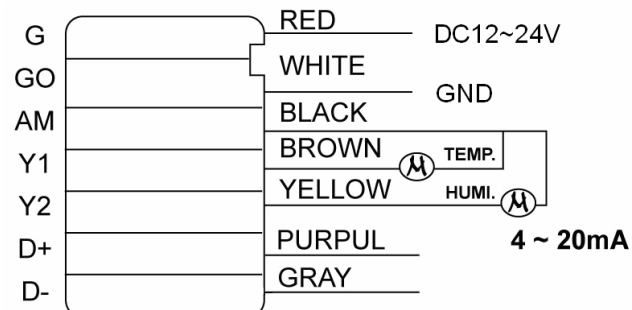 G RED DC12~24V
GO WHITE GND
AM BLACK
Y1 BROWN TEMP.
Y2 YELLOW HUMI.
D+ PURPUL 4 ~ 20mA
D- GRAY